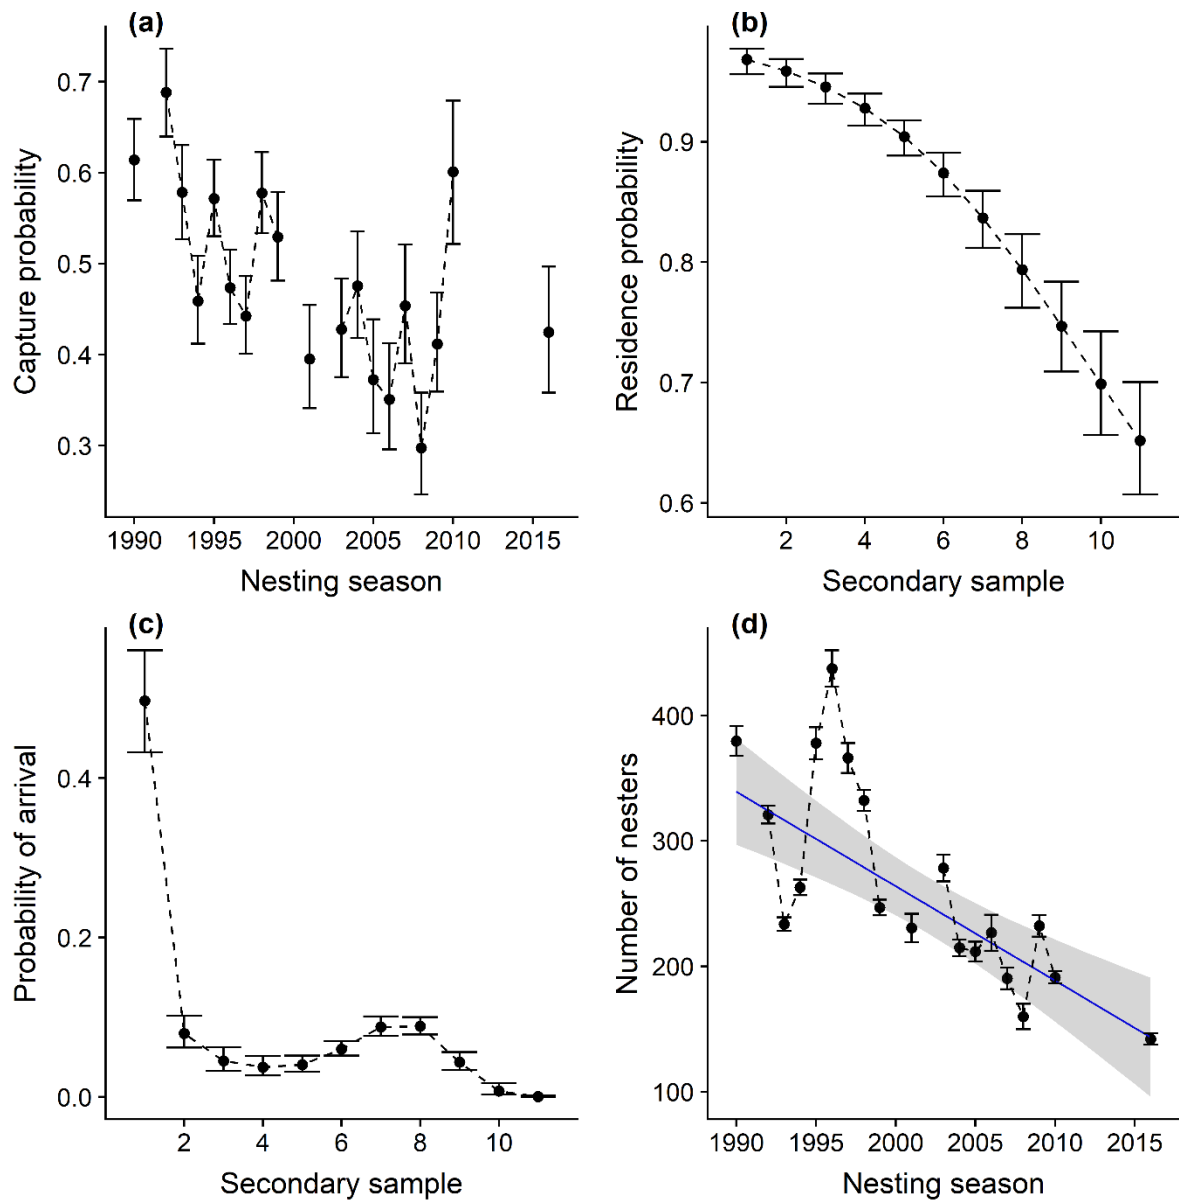 (a)
Capture probability
0.7
0.6
0.5
0.4
0.3
1990 1995 2000 2005 2010 2015
Nesting season
(b)
Residence probability
0.9
0.8
0.7
0.6
2 4 6 8 10
Secondary sample
(c)
Probability of arrival
0.4
0.2
0.0
2 4 6 8 10
Secondary sample
(d)
Number of nesters
400
300
200
100
1990 1995 2000 2005 2010 2015
Nesting season